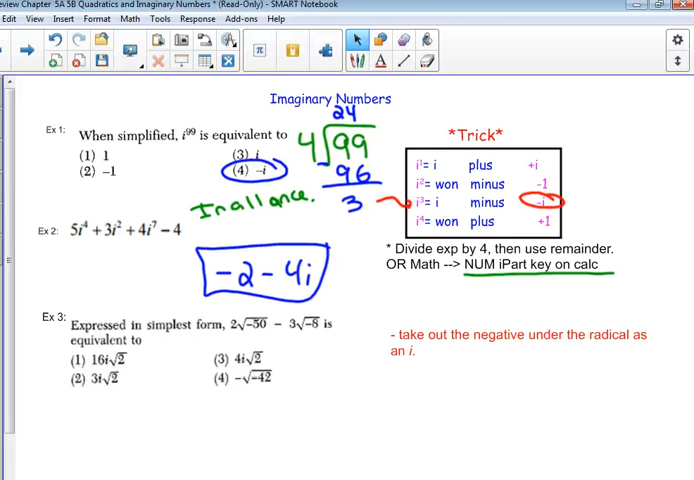 eview Chapter 5A 5B Quadratics and Imaginary Numbers * (Read-Only) - SMART Notebook
Edit View Insert Format Math Tools Response Add-ons Help
Imaginary Numbers
Ex 1:
When simplified, i⁹⁹ is equivalent to
(1) 1
(3) i
(2) −1
(4) −i
24
4 99
- 96
3
In all ance.
*Trick*
i¹= i plus +i
i²= won minus -1
i³= i minus -i
i⁴= won plus +1
* Divide exp by 4, then use remainder.
OR Math --> NUM iPart key on calc
Ex 2: 5i⁴ + 3i² + 4i⁷ − 4
-2 - 4i
Ex 3: Expressed in simplest form, 2√−50 − 3√−8 is
equivalent to
(1) 16i√2 (3) 4i√2
(2) 3i√2 (4) −√−42
- take out the negative under the radical as
an i.